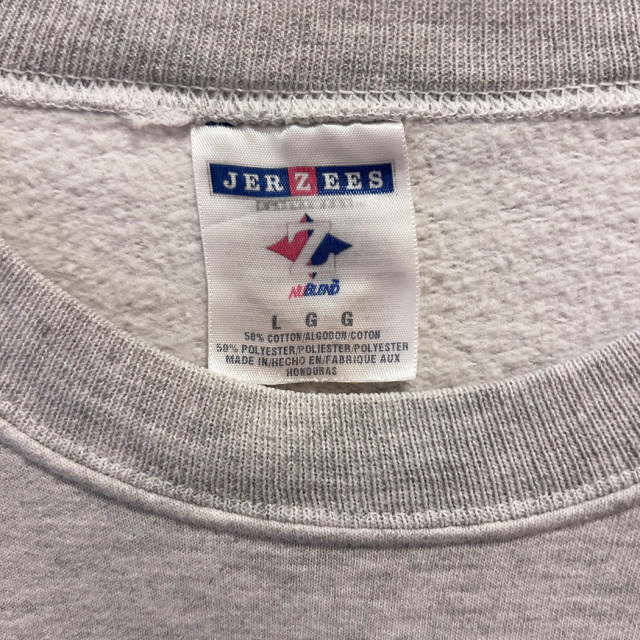 JERZEES
NUBLEND
L G G
50% COTTON/ALGODON/COTON
50% POLYESTER/POLIESTER/POLYESTER
MADE IN/HECHO EN/FABRIQUE AUX
HONDURAS